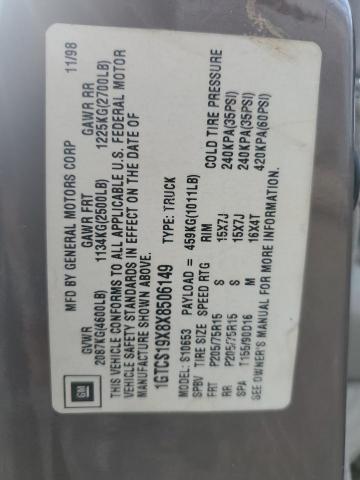 GM
MFD BY GENERAL MOTORS CORP 11/98
GVWR GAWR FRT GAWR RR
2087KG(4600LB) 1134KG(2500LB) 1225KG(2700LB)
THIS VEHICLE CONFORMS TO ALL APPLICABLE U.S. FEDERAL MOTOR
VEHICLE SAFETY STANDARDS IN EFFECT ON THE DATE OF
MANUFACTURE SHOWN ABOVE.
1GTCS19X8X8506149 TYPE: TRUCK
MODEL: S10653 PAYLOAD = 459KG(1011LB)
SPBV TIRE SIZE SPEED RTG RIM COLD TIRE PRESSURE
FRT P205/75R15 S 15X7J 240KPA(35PSI)
RR P205/75R15 S 15X7J 240KPA(35PSI)
SPA T155/90D16 M 16X4T 420KPA(60PSI)
SEE OWNER'S MANUAL FOR MORE INFORMATION.